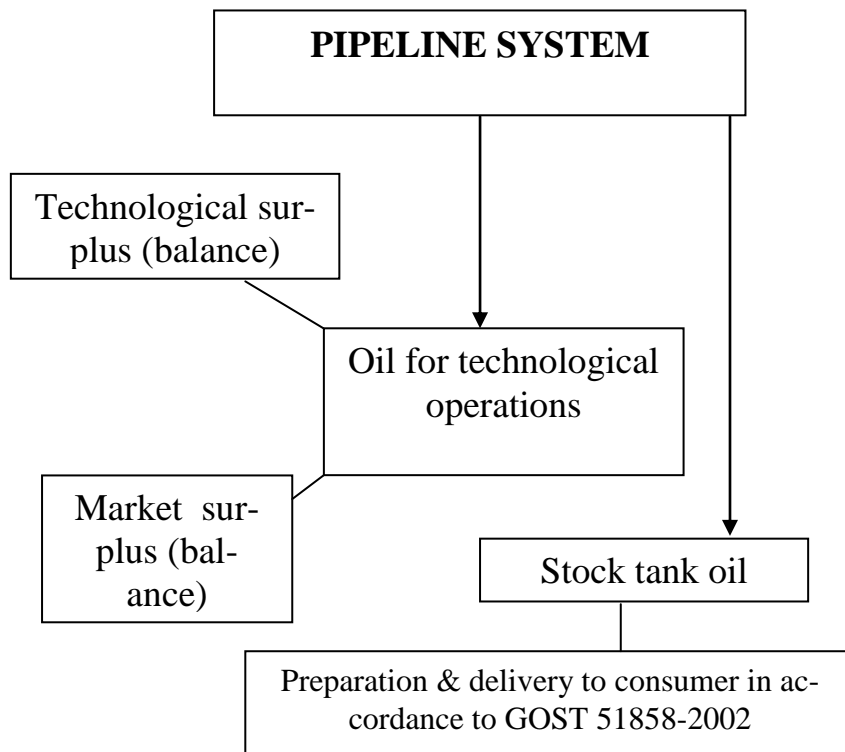 PIPELINE SYSTEM
Technological sur-
plus (balance)
Oil for technological
operations
Market sur-
plus (bal-
ance)
Stock tank oil
Preparation & delivery to consumer in ac-
cordance to GOST 51858-2002